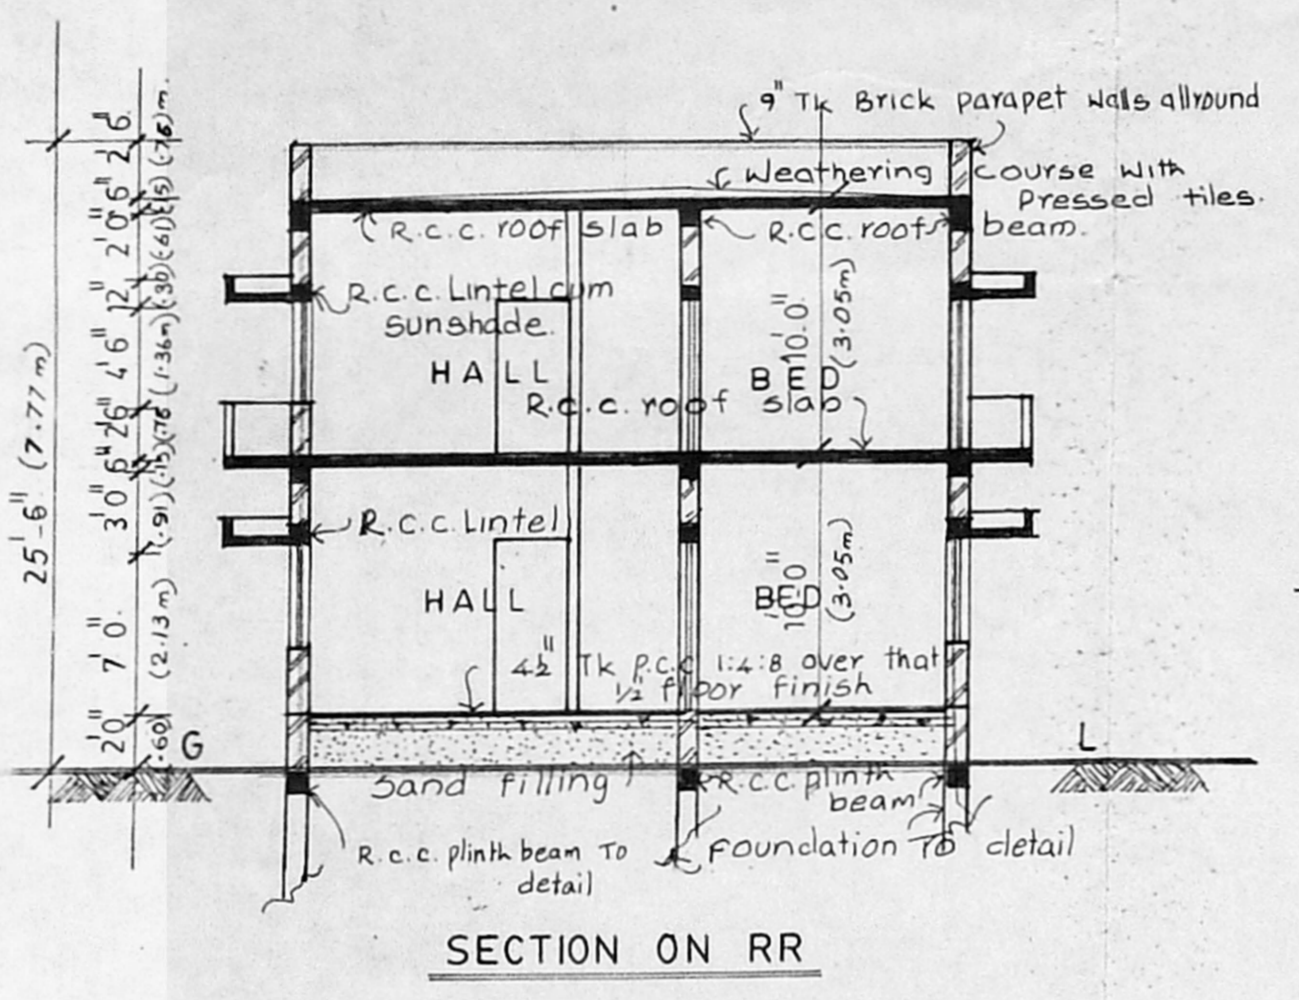 9" Tk Brick parapet walls allround
Weathering course with
pressed tiles.
R.c.c. roof slab
R.c.c. roof beam.
R.c.c. Lintel cum
sunshade.
HALL
BED
10'.0"
(3.05m)
R.c.c. roof slab
R.c.c. Lintel
HALL
BED
10'.0"
(3.05m)
4½" Tk p.c.c 1:4:8 over that
½" floor finish
G
L
Sand filling
R.c.c. plinth
beam
R.c.c. plinth beam TO
detail
Foundation TO detail
25'-6" (7.77m)
2'6" (.76)m.
6" (.15)
2'0" (.61)
12"
4'6" (1.36m)
2'6" (.76)
6" (.15)
3'0" (.91)
7'0" (2.13m)
2'0" (.60)
SECTION ON RR